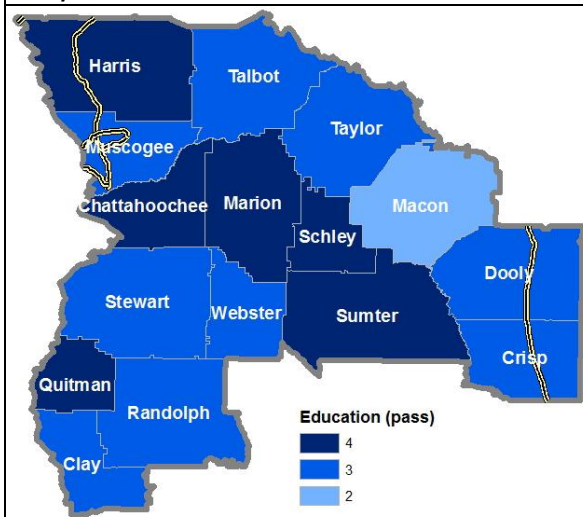 Harris
Talbot
Taylor
Muscogee
Chattahoochee
Marion
Macon
Schley
Dooly
Stewart
Webster
Sumter
Crisp
Quitman
Randolph
Clay
Education (pass)
4
3
2